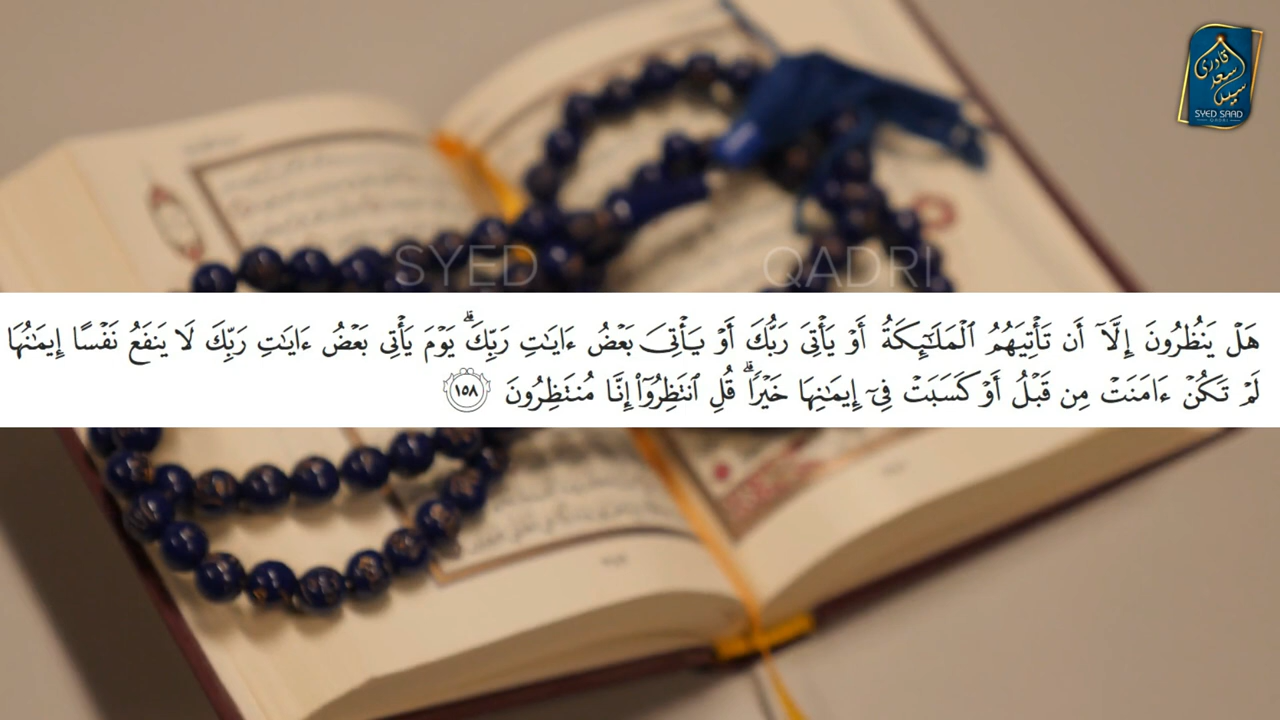 قادری
سعد
سید
SYED SAAD
QADRI
SYED QADRI
هَلْ يَنظُرُونَ إِلَّآ أَن تَأْتِيَهُمُ ٱلْمَلَـٰٓئِكَةُ أَوْ يَأْتِىَ رَبُّكَ أَوْ يَأْتِىَ بَعْضُ ءَايَـٰتِ رَبِّكَ ۗ يَوْمَ يَأْتِى بَعْضُ ءَايَـٰتِ رَبِّكَ لَا يَنفَعُ نَفْسًا إِيمَـٰنُهَا
لَمْ تَكُنْ ءَامَنَتْ مِن قَبْلُ أَوْ كَسَبَتْ فِىٓ إِيمَـٰنِهَا خَيْرًا ۗ قُلِ ٱنتَظِرُوٓا۟ إِنَّا مُنتَظِرُونَ ١٥٨